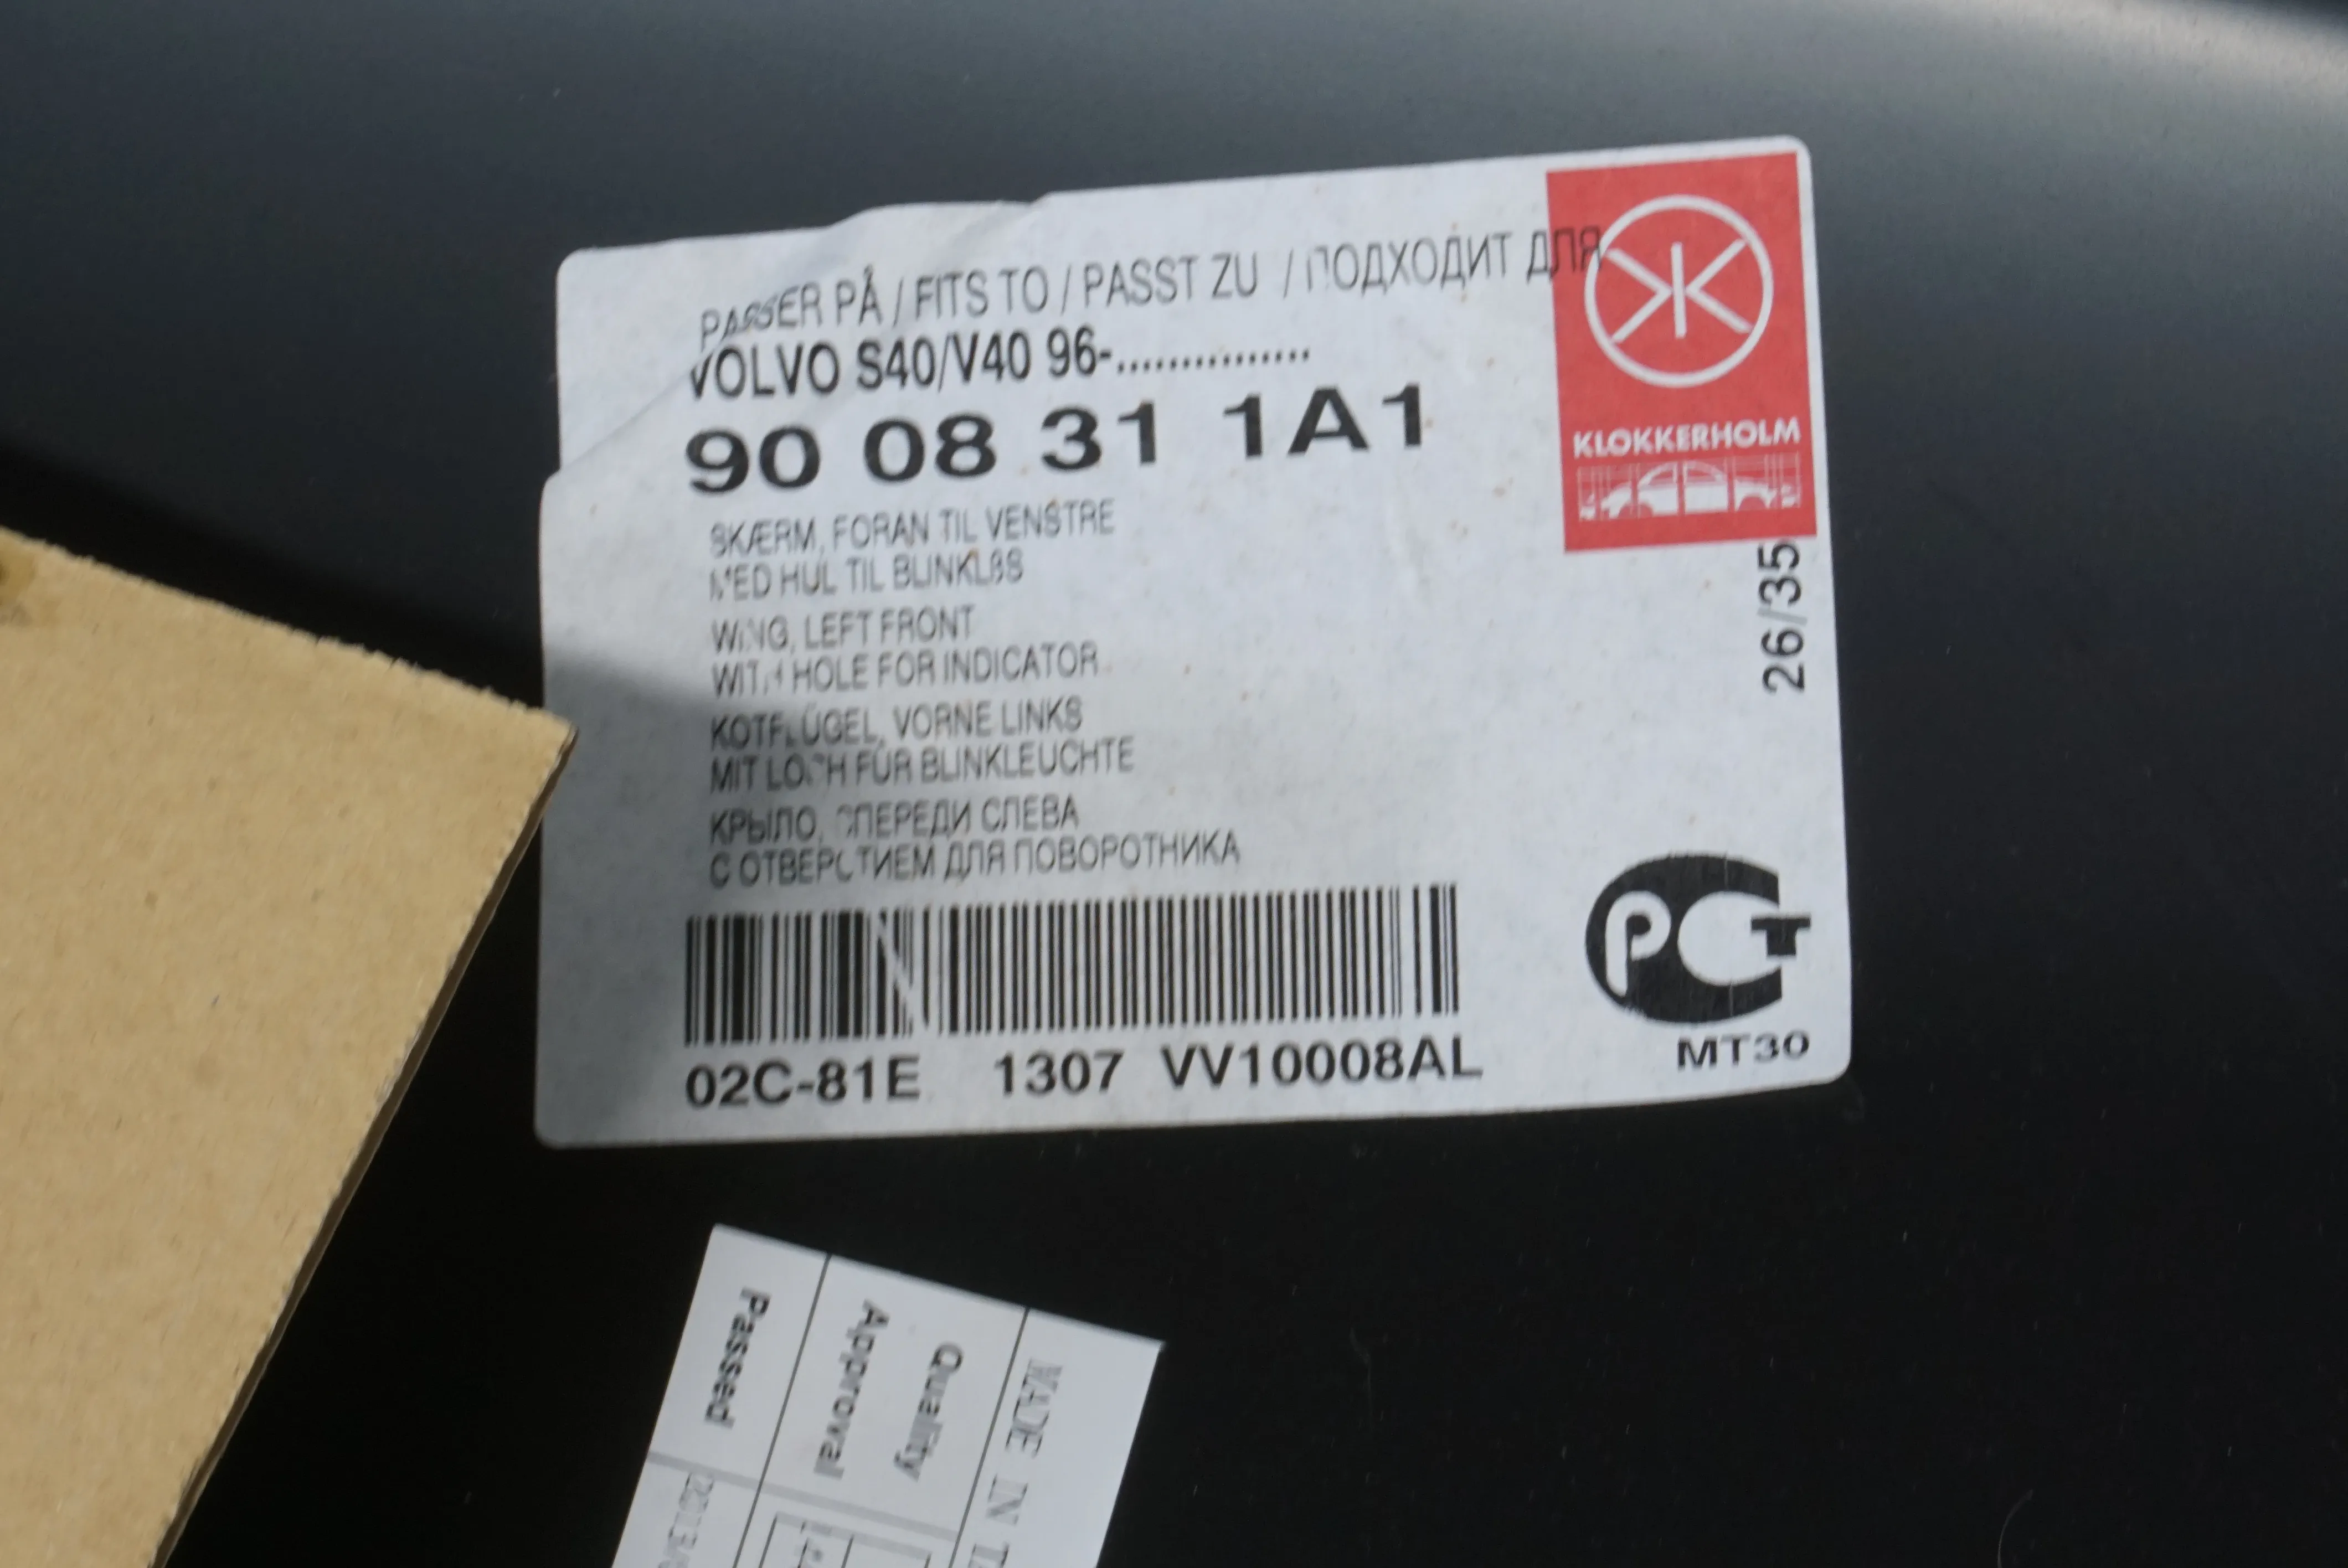 PASSER PÅ / FITS TO / PASST ZU / ПОДХОДИТ ДЛЯ
VOLVO S40/V40 96-...............
90 08 31 1A1
KLOKKERHOLM
26/35
SKÆRM, FORAN TIL VENSTRE
MED HUL TIL BLINKLØS
WING, LEFT FRONT
WITH HOLE FOR INDICATOR
KOTFLÜGEL, VORNE LINKS
MIT LOCH FÜR BLINKLEUCHTE
КРЫЛО, СПЕРЕДИ СЛЕВА
С ОТВЕРСТИЕМ ДЛЯ ПОВОРОТНИКА
РСТ
02C-81E 1307 VV10008AL
MT30
MADE IN
Quality
Approval
Passed